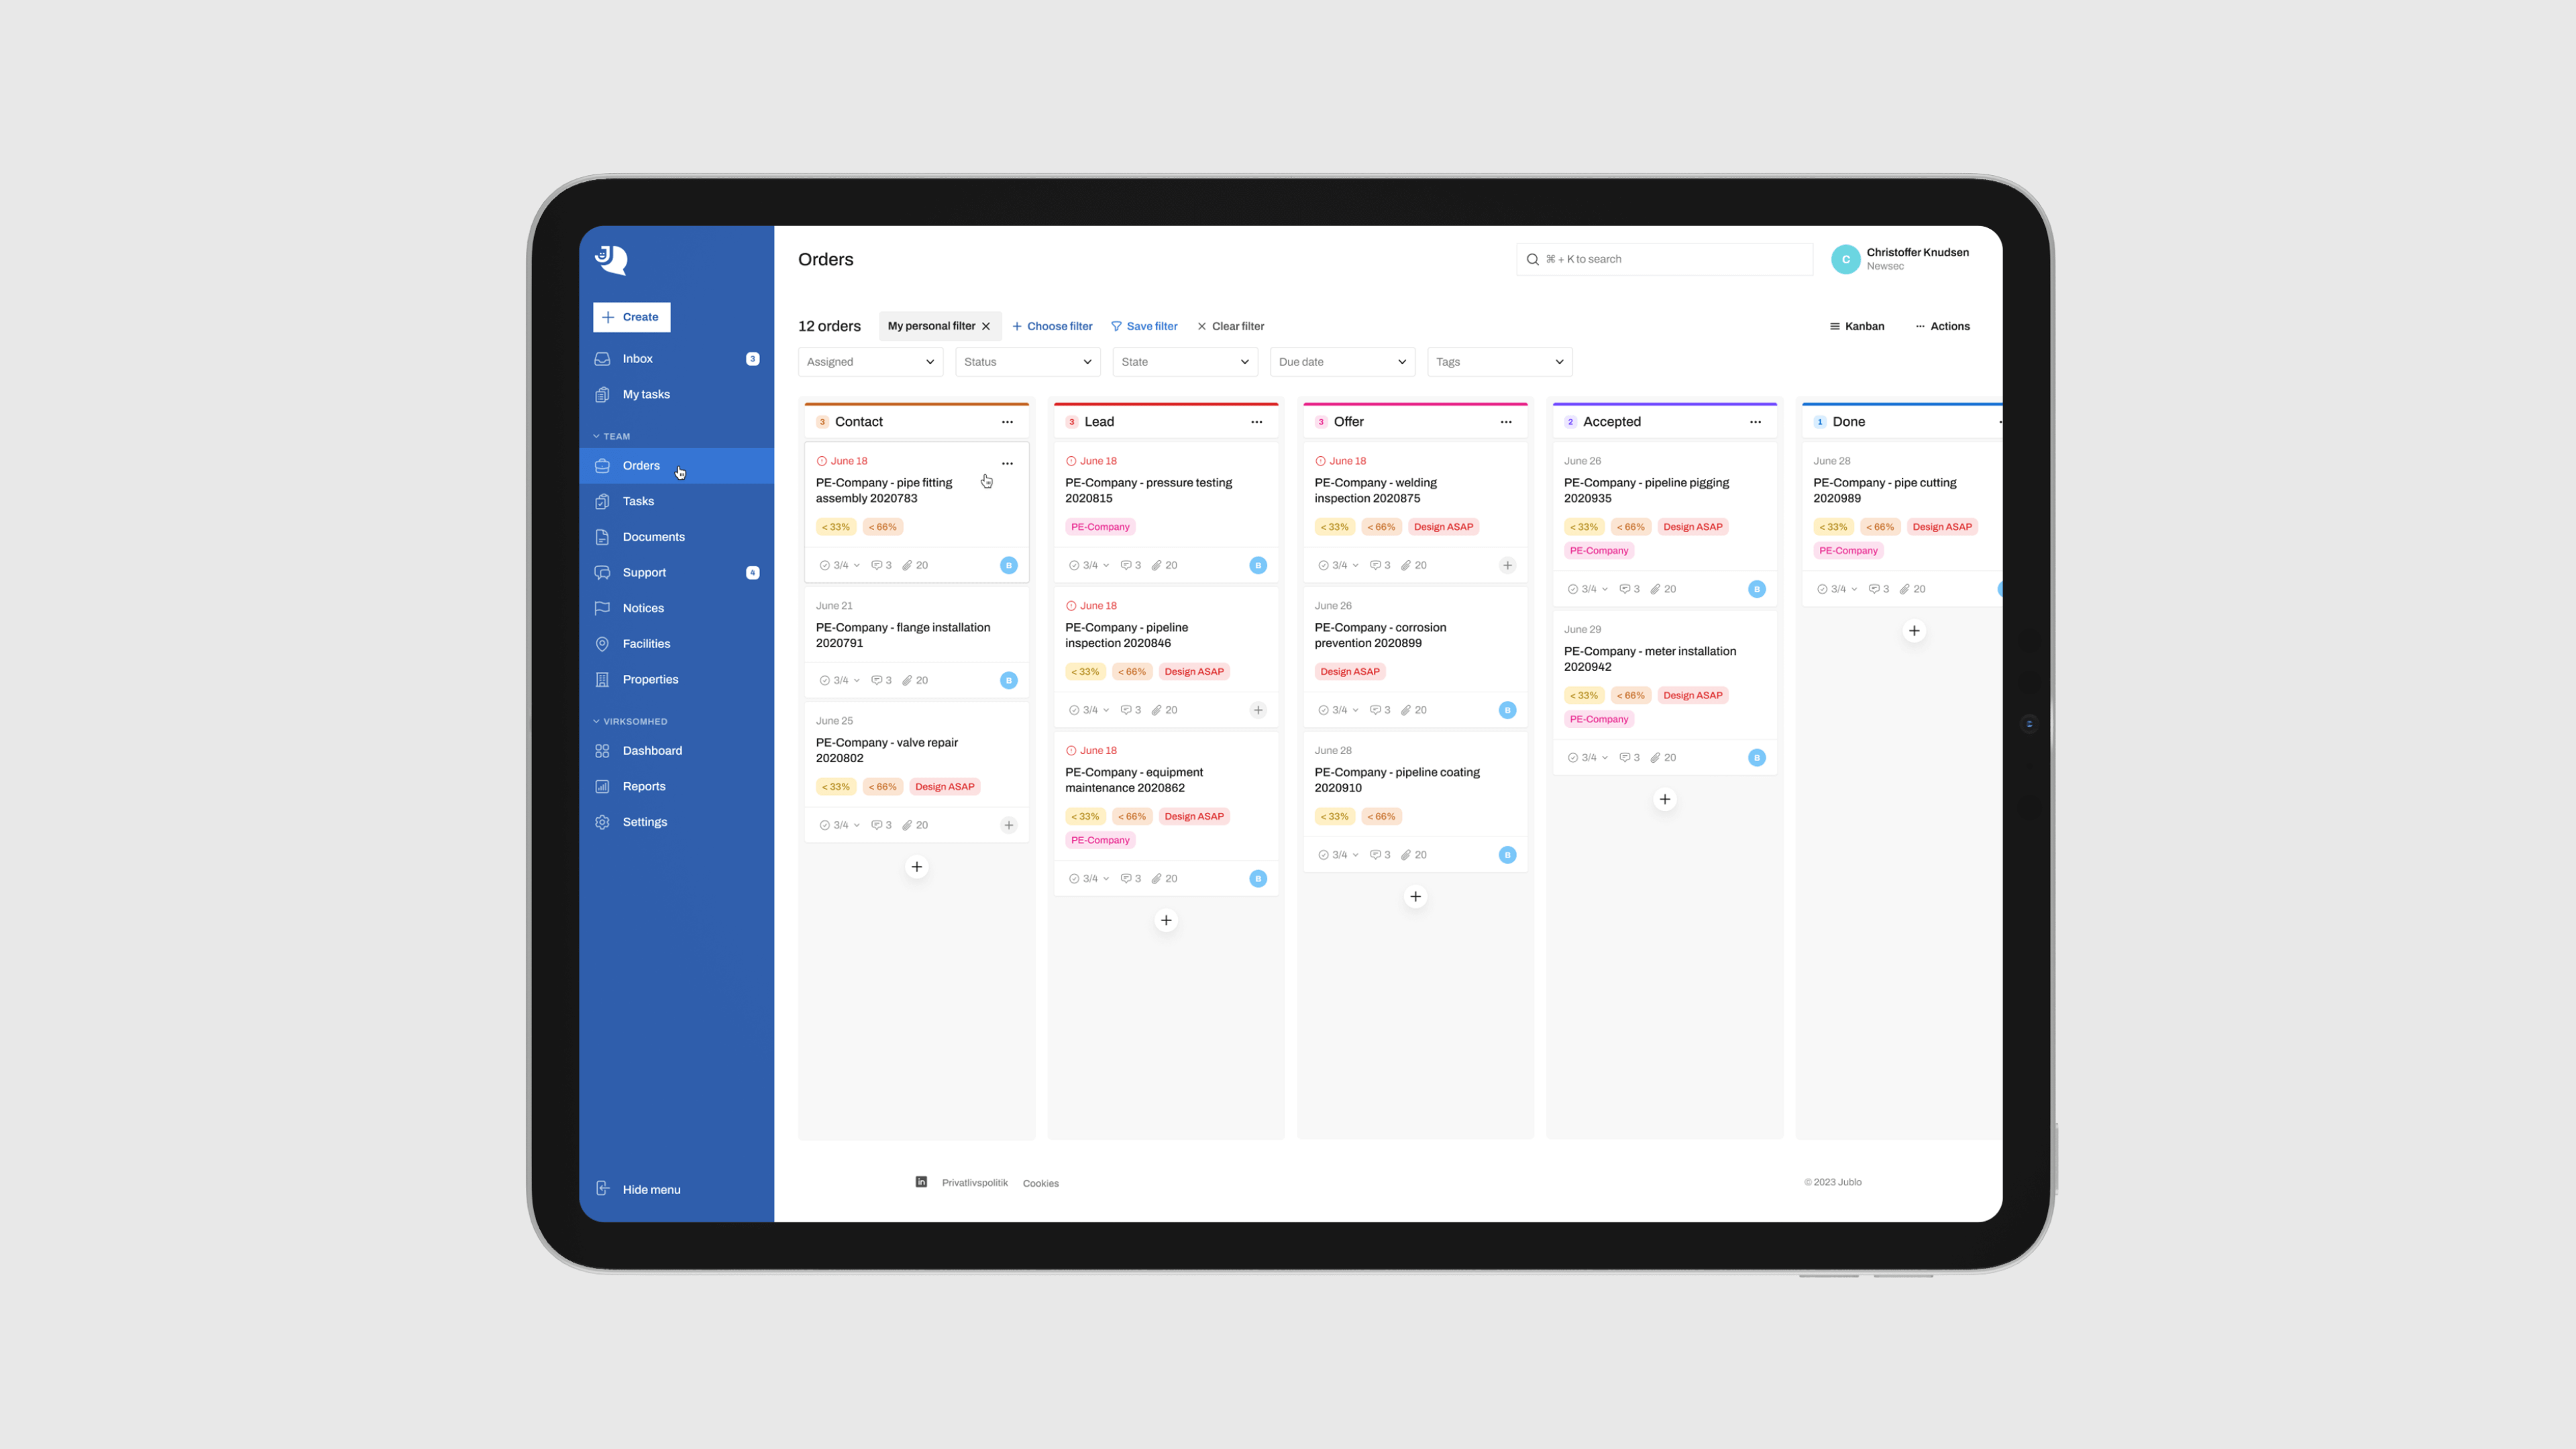 Create
Inbox 3
My tasks
TEAM
Orders
Tasks
Documents
Support 4
Notices
Facilities
Properties
VIRKSOMHED
Dashboard
Reports
Settings
Hide menu
Orders
⌘ + K to search
C
Christoffer Knudsen
Newsec
12 orders My personal filter Choose filter Save filter Clear filter Kanban Actions
Assigned Status State Due date Tags
3 Contact
June 18
PE-Company - pipe fitting
assembly 2020783
< 33% < 66%
3/4 3 20 B
June 21
PE-Company - flange installation
2020791
3/4 3 20 B
June 25
PE-Company - valve repair
2020802
< 33% < 66% Design ASAP
3/4 3 20
3 Lead
June 18
PE-Company - pressure testing
2020815
PE-Company
3/4 3 20 B
June 18
PE-Company - pipeline
inspection 2020846
< 33% < 66% Design ASAP
3/4 3 20
June 18
PE-Company - equipment
maintenance 2020862
< 33% < 66% Design ASAP
PE-Company
3/4 3 20 B
3 Offer
June 18
PE-Company - welding
inspection 2020875
< 33% < 66% Design ASAP
3/4 3 20
June 26
PE-Company - corrosion
prevention 2020899
Design ASAP
3/4 3 20 B
June 28
PE-Company - pipeline coating
2020910
< 33% < 66%
3/4 3 20 B
2 Accepted
June 26
PE-Company - pipeline pigging
2020935
< 33% < 66% Design ASAP
PE-Company
3/4 3 20 B
June 29
PE-Company - meter installation
2020942
< 33% < 66% Design ASAP
PE-Company
3/4 3 20 B
1 Done
June 28
PE-Company - pipe cutting
2020989
< 33% < 66% Design ASAP
PE-Company
3/4 3 20
in Privatlivspolitik Cookies
© 2023 Jublo